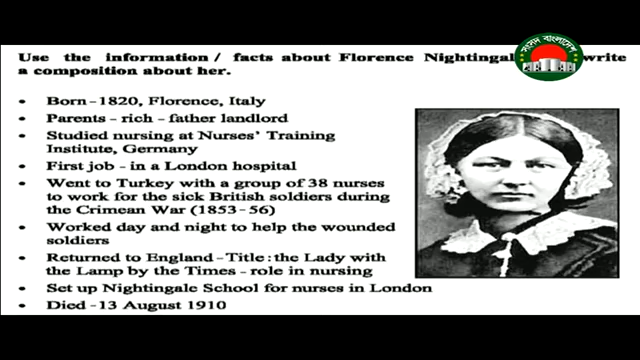 Use the information / facts about Florence Nightingal write
a composition about her.
সংসদ বাংলাদেশ
• Born – 1820, Florence, Italy
• Parents – rich – father landlord
• Studied nursing at Nurses' Training
Institute, Germany
• First job – in a London hospital
• Went to Turkey with a group of 38 nurses
to work for the sick British soldiers during
the Crimean War (1853 - 56)
• Worked day and night to help the wounded
soldiers
• Returned to England – Title : the Lady with
the Lamp by the Times – role in nursing
• Set up Nightingale School for nurses in London
• Died – 13 August 1910